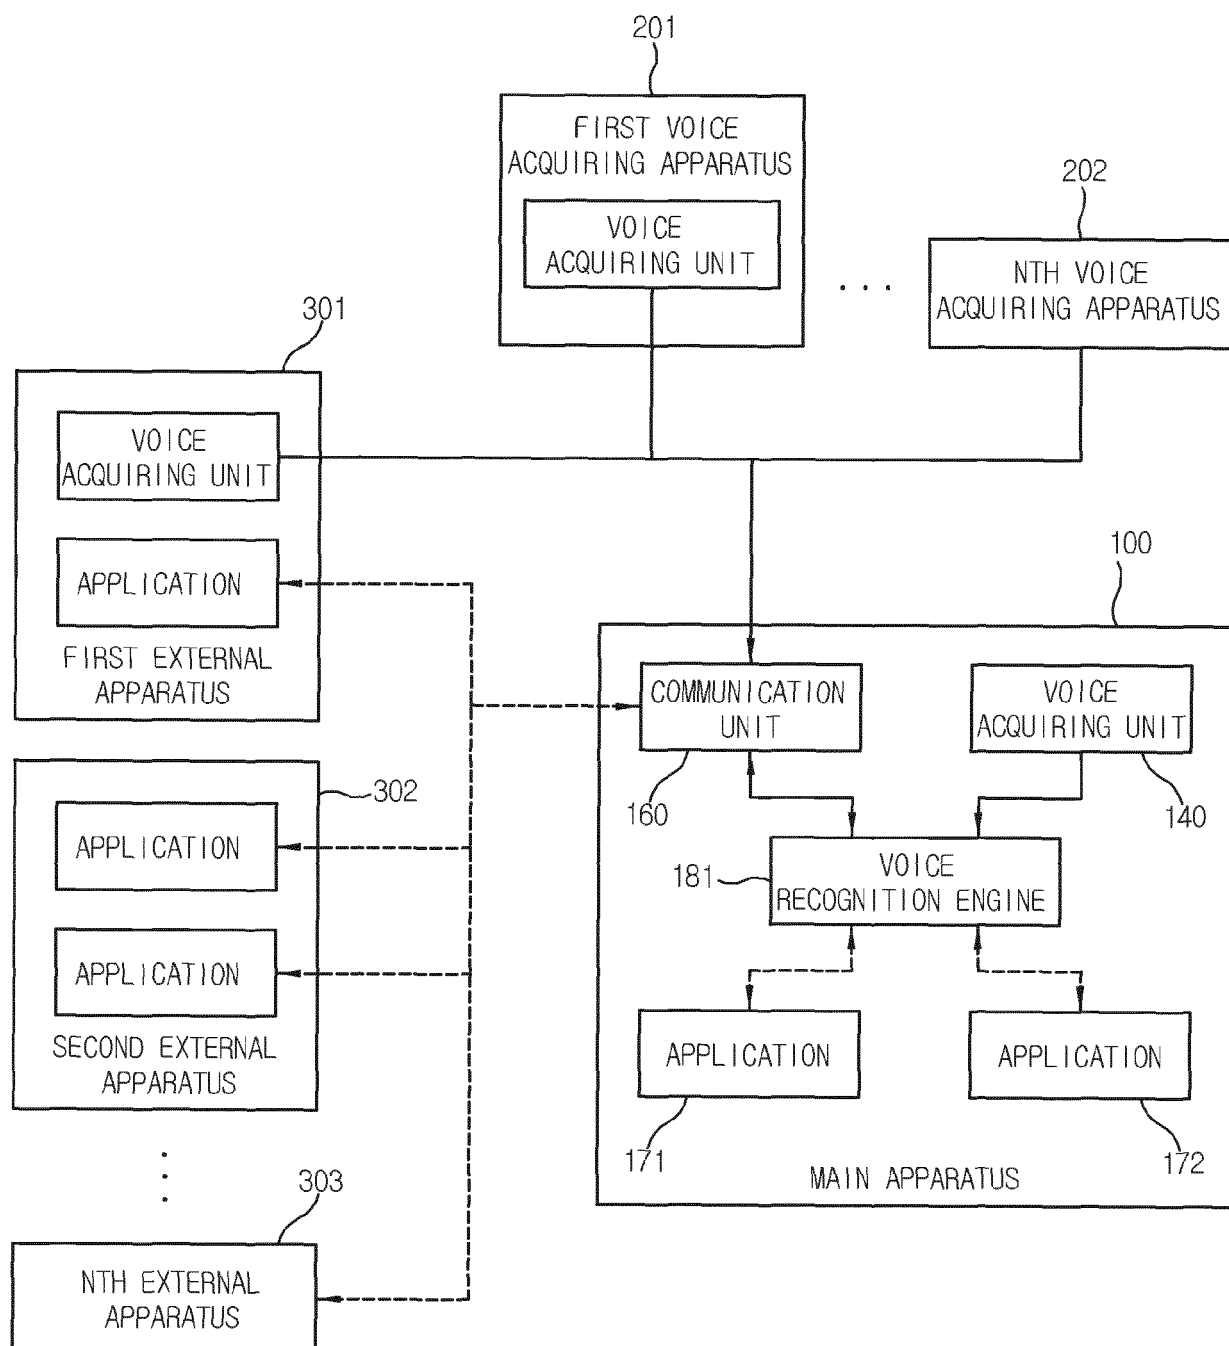 201
FIRST VOICE
ACQUIRING APPARATUS
VOICE
ACQUIRING UNIT
. . .
202
NTH VOICE
ACQUIRING APPARATUS
301
VOICE
ACQUIRING UNIT
APPLICATION
FIRST EXTERNAL
APPARATUS
302
APPLICATION
APPLICATION
SECOND EXTERNAL
APPARATUS
303
NTH EXTERNAL
APPARATUS
100
COMMUNICATION
UNIT
160
VOICE
ACQUIRING UNIT
140
181
VOICE
RECOGNITION ENGINE
APPLICATION
171
APPLICATION
172
MAIN APPARATUS